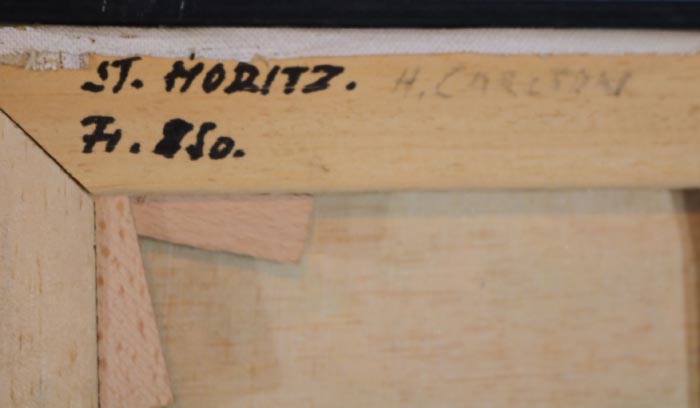 ST. MORITZ. H. CARLSON
Fr. 850.